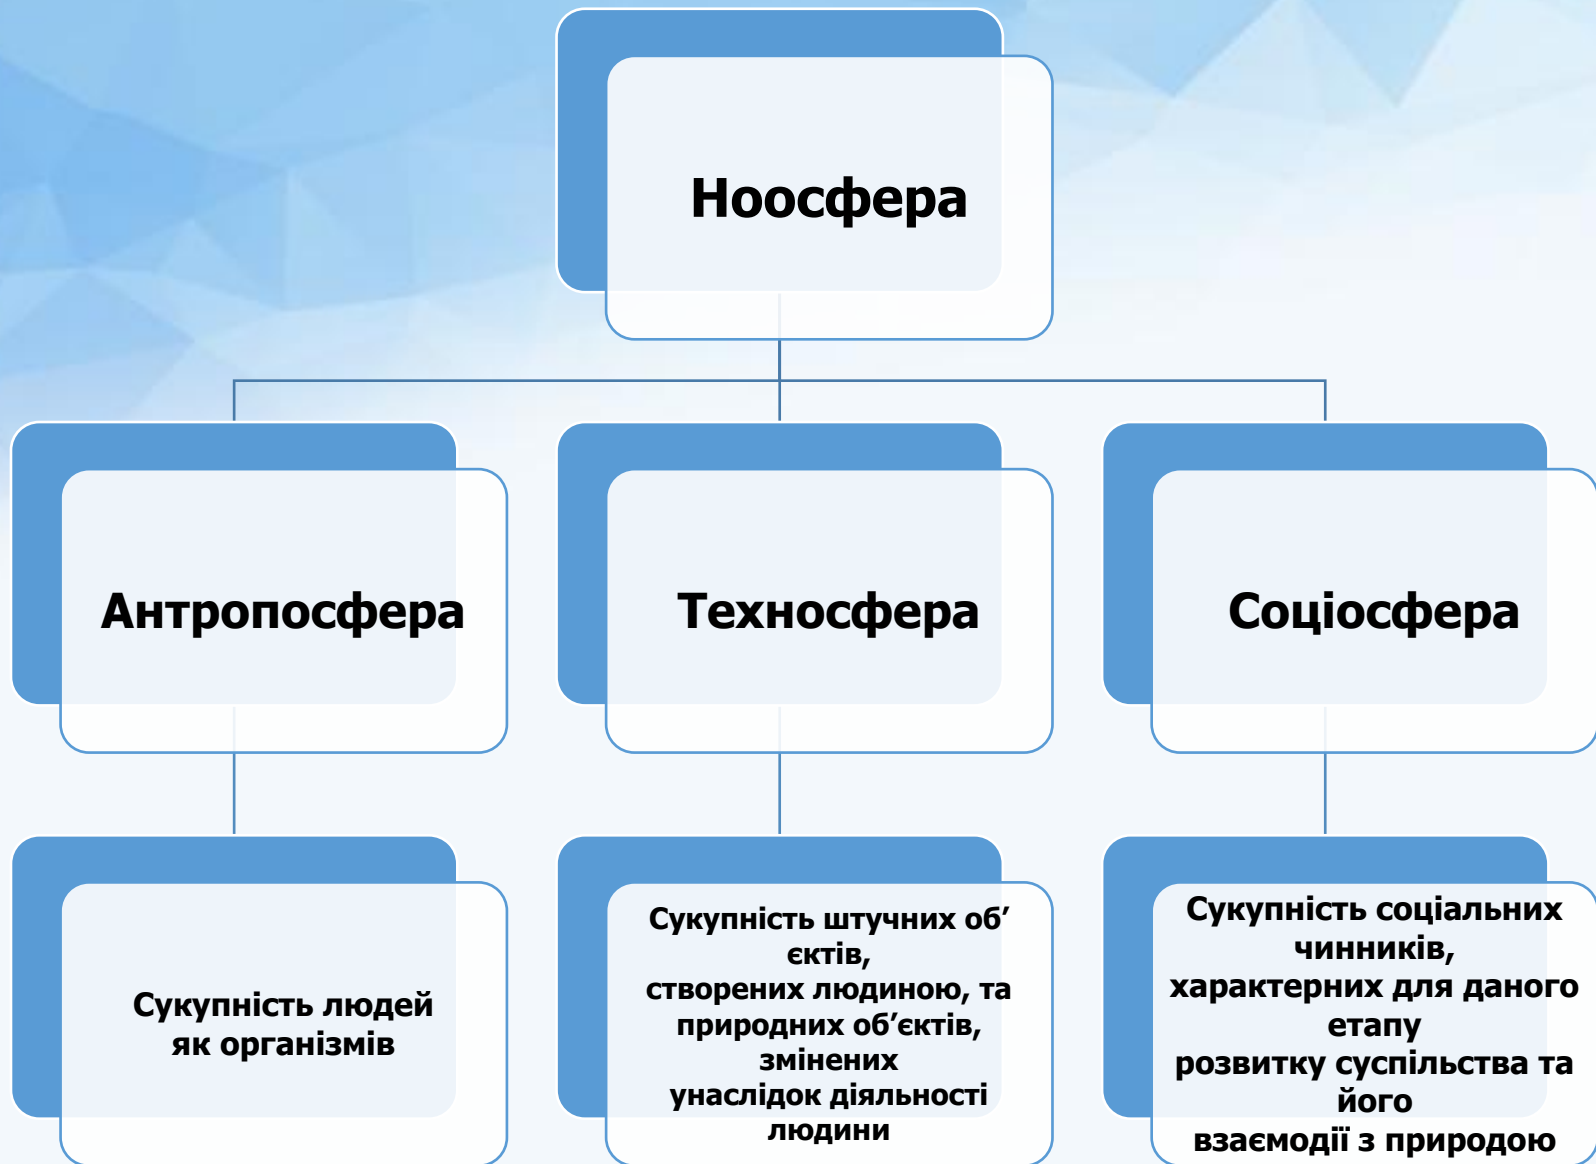 Ноосфера
Антропосфера
Техносфера
Соціосфера
Сукупність людей
як організмів
Сукупність штучних об’
єктів,
створених людиною, та
природних об’єктів,
змінених
унаслідок діяльності
людини
Сукупність соціальних
чинників,
характерних для даного
етапу
розвитку суспільства та
його
взаємодії з природою